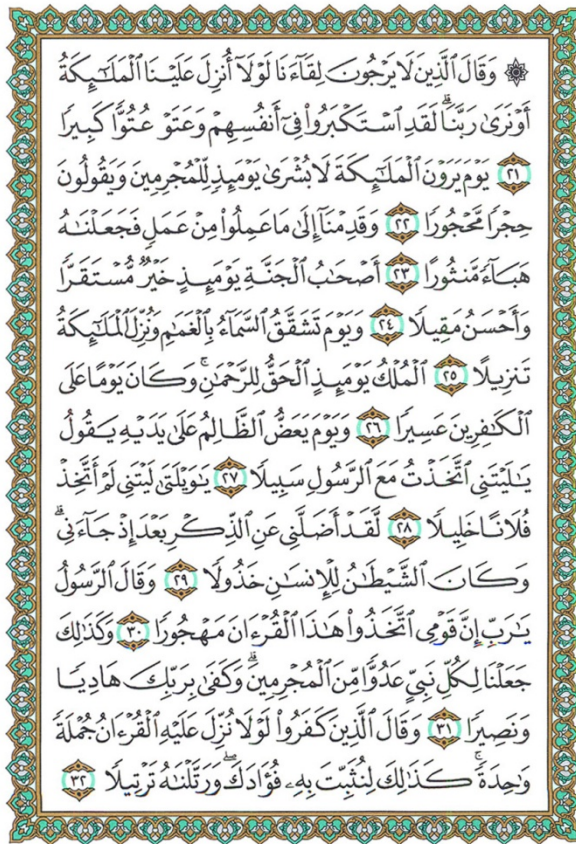 ۞ وَقَالَ ٱلَّذِينَ لَا يَرْجُونَ لِقَآءَنَا لَوْلَآ أُنزِلَ عَلَيْنَا ٱلْمَلَٰٓئِكَةُ
أَوْ نَرَىٰ رَبَّنَا ۗ لَقَدِ ٱسْتَكْبَرُوا۟ فِىٓ أَنفُسِهِمْ وَعَتَوْ عُتُوًّا كَبِيرًا
٢١ يَوْمَ يَرَوْنَ ٱلْمَلَٰٓئِكَةَ لَا بُشْرَىٰ يَوْمَئِذٍ لِّلْمُجْرِمِينَ وَيَقُولُونَ
حِجْرًا مَّحْجُورًا ٢٢ وَقَدِمْنَآ إِلَىٰ مَا عَمِلُوا۟ مِنْ عَمَلٍ فَجَعَلْنَٰهُ
هَبَآءً مَّنثُورًا ٢٣ أَصْحَٰبُ ٱلْجَنَّةِ يَوْمَئِذٍ خَيْرٌ مُّسْتَقَرًّا
وَأَحْسَنُ مَقِيلًا ٢٤ وَيَوْمَ تَشَقَّقُ ٱلسَّمَآءُ بِٱلْغَمَٰمِ وَنُزِّلَ ٱلْمَلَٰٓئِكَةُ
تَنزِيلًا ٢٥ ٱلْمُلْكُ يَوْمَئِذٍ ٱلْحَقُّ لِلرَّحْمَٰنِ ۚ وَكَانَ يَوْمًا عَلَى
ٱلْكَٰفِرِينَ عَسِيرًا ٢٦ وَيَوْمَ يَعَضُّ ٱلظَّالِمُ عَلَىٰ يَدَيْهِ يَقُولُ
يَٰلَيْتَنِى ٱتَّخَذْتُ مَعَ ٱلرَّسُولِ سَبِيلًا ٢٧ يَٰوَيْلَتَىٰ لَيْتَنِى لَمْ أَتَّخِذْ
فُلَانًا خَلِيلًا ٢٨ لَّقَدْ أَضَلَّنِى عَنِ ٱلذِّكْرِ بَعْدَ إِذْ جَآءَنِى ۗ
وَكَانَ ٱلشَّيْطَٰنُ لِلْإِنسَٰنِ خَذُولًا ٢٩ وَقَالَ ٱلرَّسُولُ
يَٰرَبِّ إِنَّ قَوْمِى ٱتَّخَذُوا۟ هَٰذَا ٱلْقُرْءَانَ مَهْجُورًا ٣٠ وَكَذَٰلِكَ
جَعَلْنَا لِكُلِّ نَبِىٍّ عَدُوًّا مِّنَ ٱلْمُجْرِمِينَ ۗ وَكَفَىٰ بِرَبِّكَ هَادِيًا
وَنَصِيرًا ٣١ وَقَالَ ٱلَّذِينَ كَفَرُوا۟ لَوْلَا نُزِّلَ عَلَيْهِ ٱلْقُرْءَانُ جُمْلَةً
وَٰحِدَةً ۚ كَذَٰلِكَ لِنُثَبِّتَ بِهِۦ فُؤَادَكَ ۖ وَرَتَّلْنَٰهُ تَرْتِيلًا ٣٢